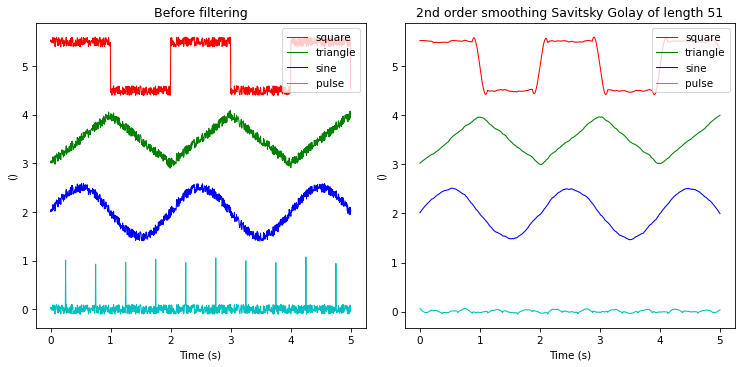 Before filtering
2nd order smoothing Savitsky Golay of length 51
square
triangle
sine
pulse
square
triangle
sine
pulse
5
4
3
2
1
0
()
5
4
3
2
1
0
()
0 1 2 3 4 5
0 1 2 3 4 5
Time (s)
Time (s)